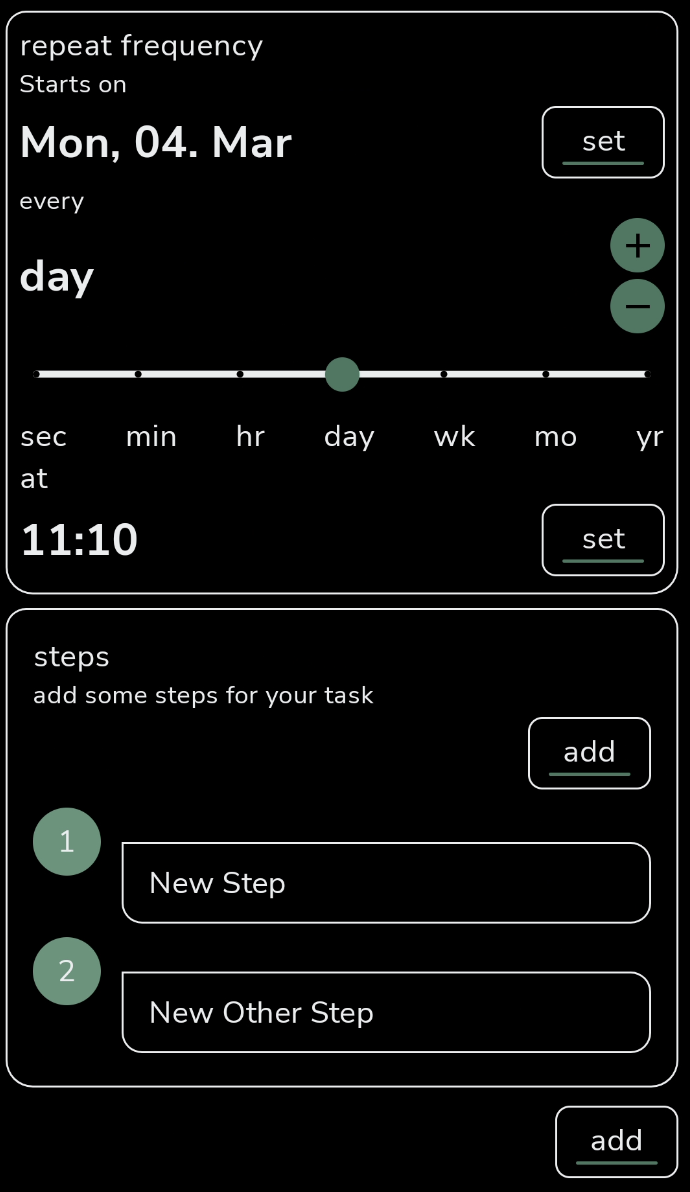 repeat frequency
Starts on
Mon, 04. Mar
set
every
day
+
−
sec min hr day wk mo yr
at
11:10
set
steps
add some steps for your task
add
1
New Step
2
New Other Step
add